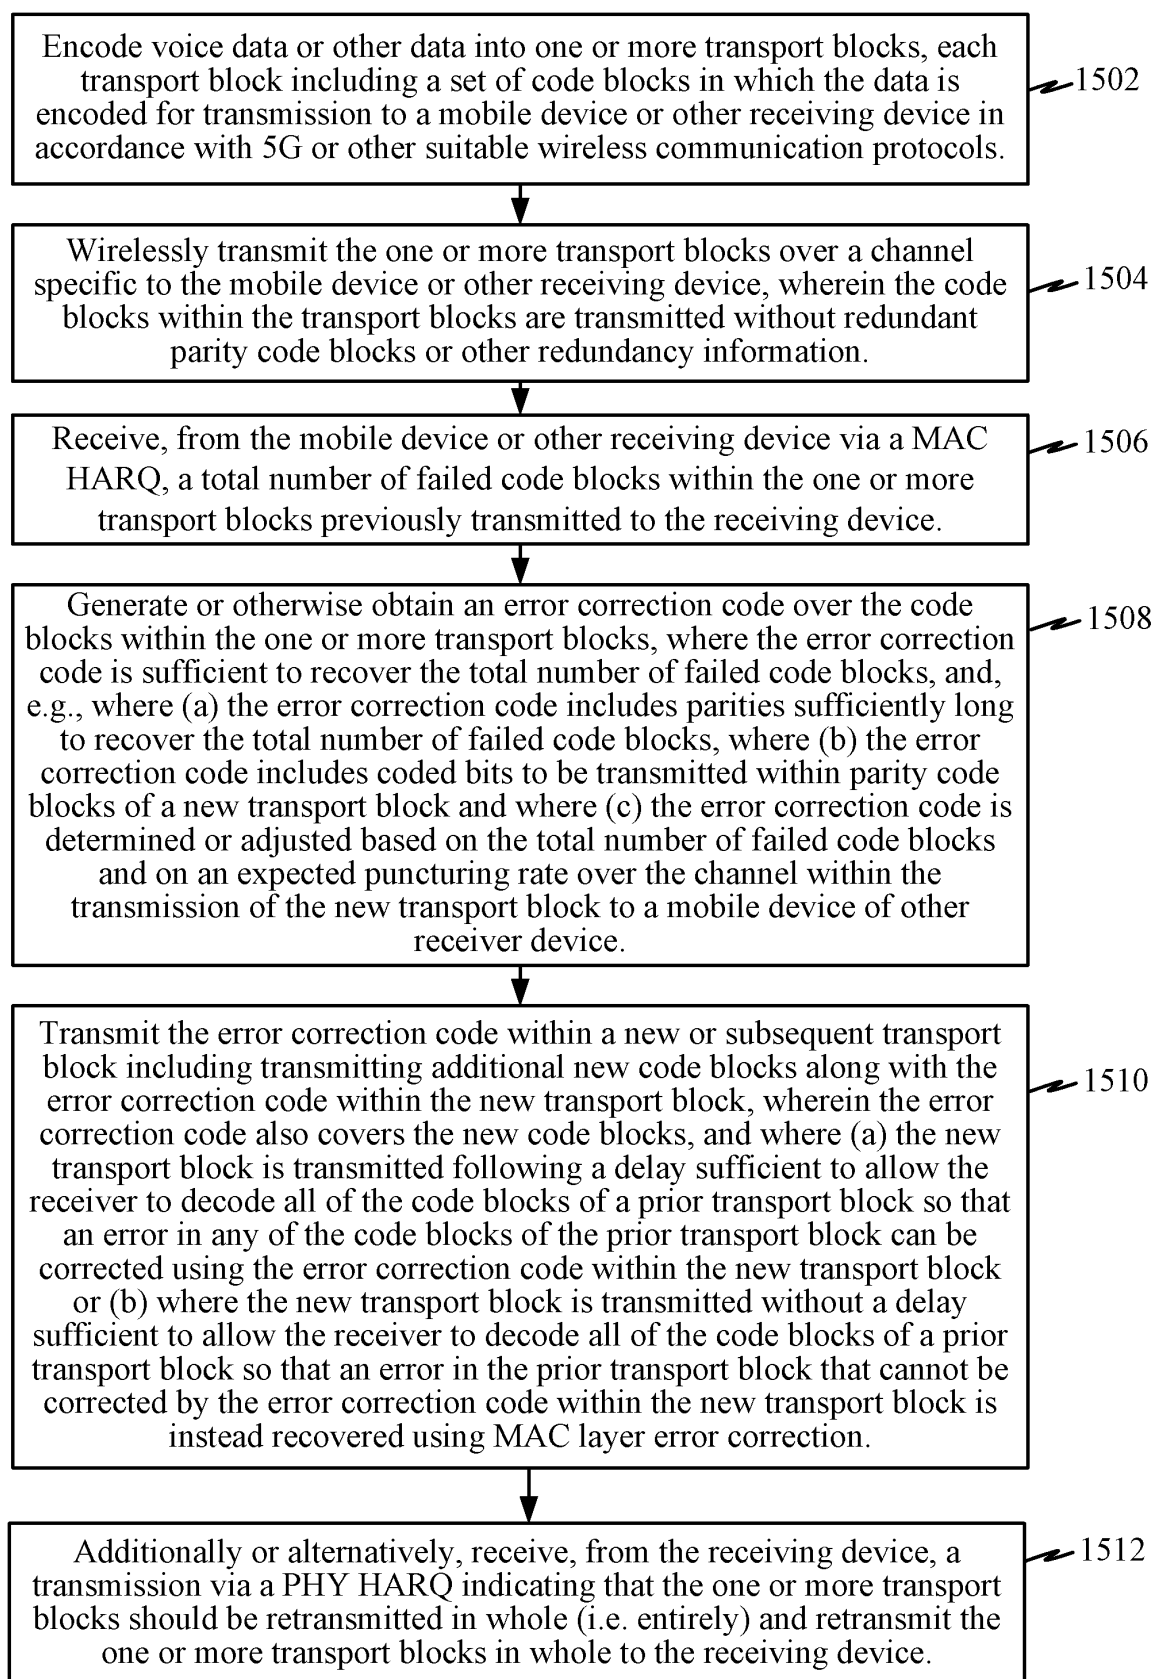 Encode voice data or other data into one or more transport blocks, each
transport block including a set of code blocks in which the data is
encoded for transmission to a mobile device or other receiving device in
accordance with 5G or other suitable wireless communication protocols.
1502
Wirelessly transmit the one or more transport blocks over a channel
specific to the mobile device or other receiving device, wherein the code
blocks within the transport blocks are transmitted without redundant
parity code blocks or other redundancy information.
1504
Receive, from the mobile device or other receiving device via a MAC
HARQ, a total number of failed code blocks within the one or more
transport blocks previously transmitted to the receiving device.
1506
Generate or otherwise obtain an error correction code over the code
blocks within the one or more transport blocks, where the error correction
code is sufficient to recover the total number of failed code blocks, and,
e.g., where (a) the error correction code includes parities sufficiently long
to recover the total number of failed code blocks, where (b) the error
correction code includes coded bits to be transmitted within parity code
blocks of a new transport block and where (c) the error correction code is
determined or adjusted based on the total number of failed code blocks
and on an expected puncturing rate over the channel within the
transmission of the new transport block to a mobile device of other
receiver device.
1508
Transmit the error correction code within a new or subsequent transport
block including transmitting additional new code blocks along with the
error correction code within the new transport block, wherein the error
correction code also covers the new code blocks, and where (a) the new
transport block is transmitted following a delay sufficient to allow the
receiver to decode all of the code blocks of a prior transport block so that
an error in any of the code blocks of the prior transport block can be
corrected using the error correction code within the new transport block
or (b) where the new transport block is transmitted without a delay
sufficient to allow the receiver to decode all of the code blocks of a prior
transport block so that an error in the prior transport block that cannot be
corrected by the error correction code within the new transport block is
instead recovered using MAC layer error correction.
1510
Additionally or alternatively, receive, from the receiving device, a
transmission via a PHY HARQ indicating that the one or more transport
blocks should be retransmitted in whole (i.e. entirely) and retransmit the
one or more transport blocks in whole to the receiving device.
1512